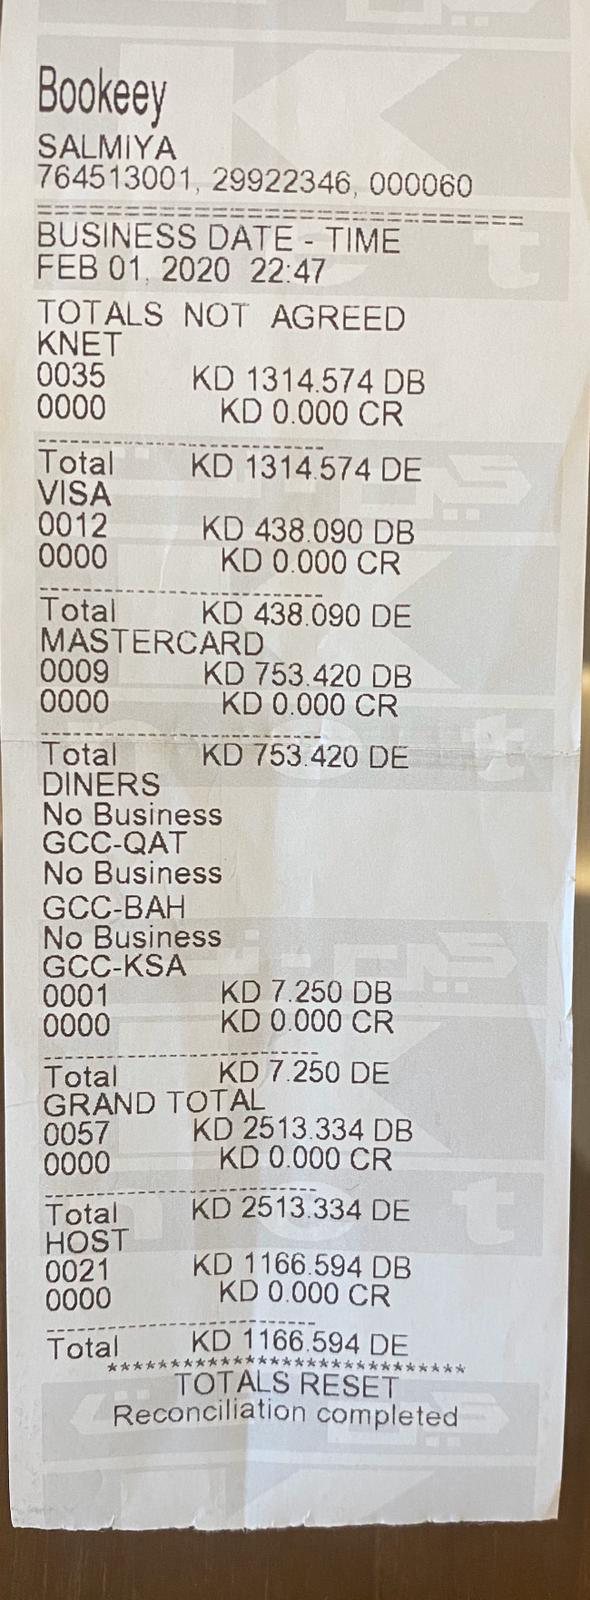 Bookeey
SALMIYA
764513001, 29922346, 000060
==============================
BUSINESS DATE - TIME
FEB 01, 2020 22:47
TOTALS NOT AGREED
KNET
0035 KD 1314.574 DB
0000 KD 0.000 CR
------------------------------
Total KD 1314.574 DE
VISA
0012 KD 438.090 DB
0000 KD 0.000 CR
------------------------------
Total KD 438.090 DE
MASTERCARD
0009 KD 753.420 DB
0000 KD 0.000 CR
------------------------------
Total KD 753.420 DE
DINERS
No Business
GCC-QAT
No Business
GCC-BAH
No Business
GCC-KSA
0001 KD 7.250 DB
0000 KD 0.000 CR
------------------------------
Total KD 7.250 DE
GRAND TOTAL
0057 KD 2513.334 DB
0000 KD 0.000 CR
------------------------------
Total KD 2513.334 DE
HOST
0021 KD 1166.594 DB
0000 KD 0.000 CR
------------------------------
Total KD 1166.594 DE
*****************************
TOTALS RESET
Reconciliation completed